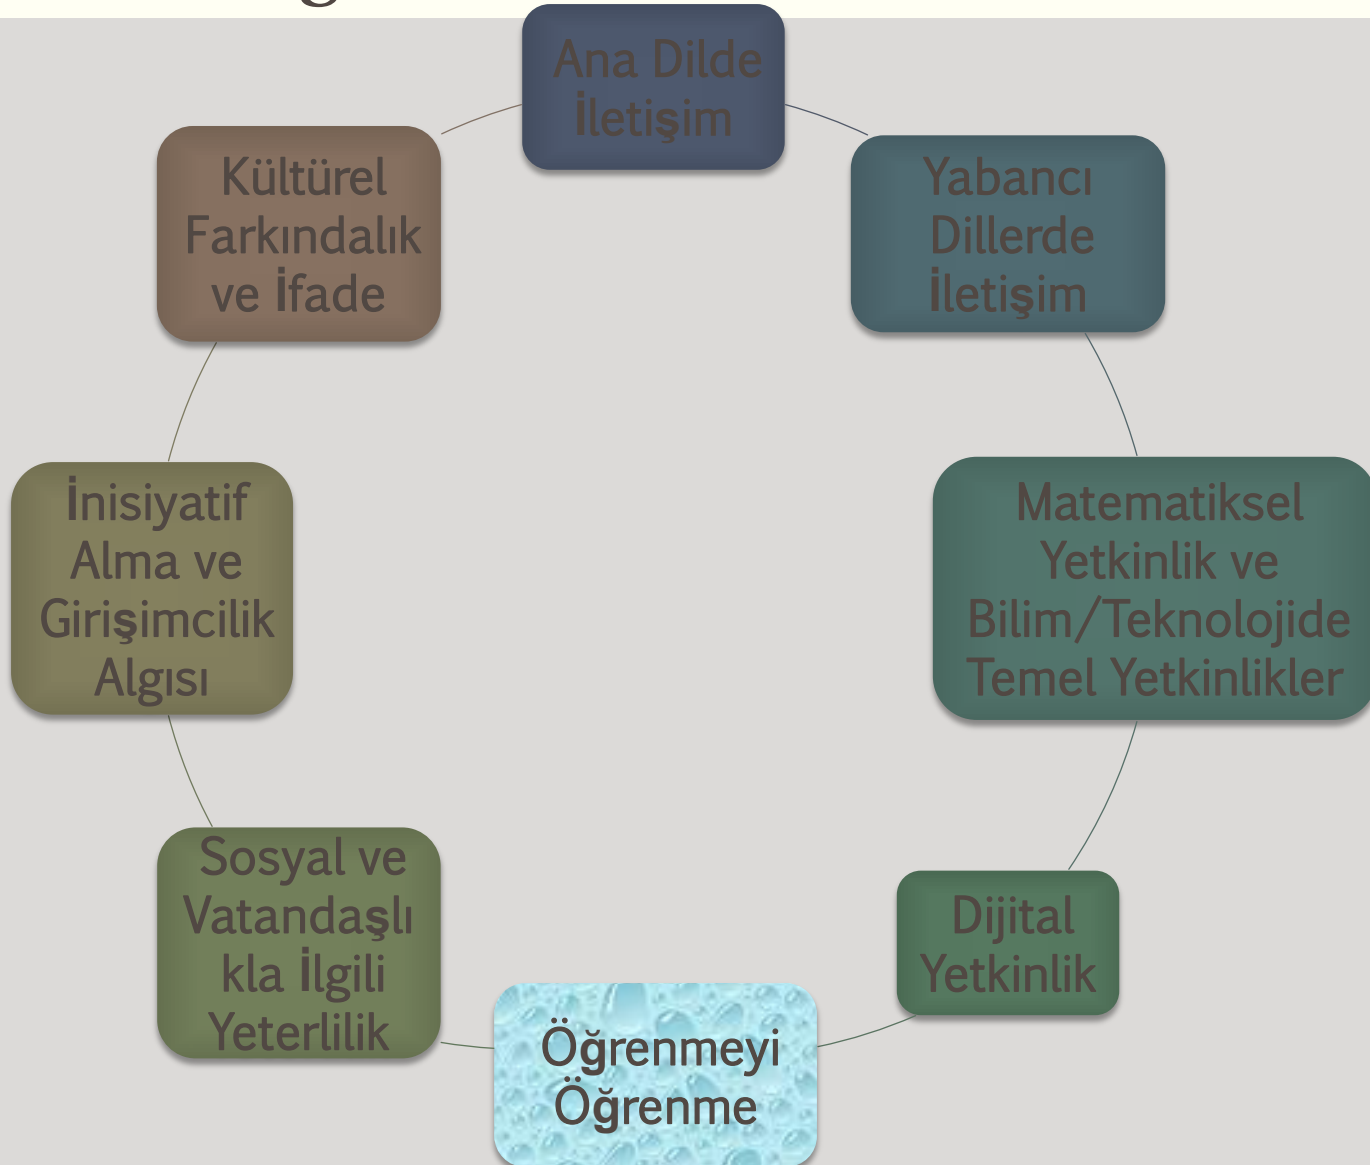 Ana Dilde
İletişim
Yabancı
Dillerde
İletişim
Matematiksel
Yetkinlik ve
Bilim/Teknolojide
Temel Yetkinlikler
Dijital
Yetkinlik
Öğrenmeyi
Öğrenme
Sosyal ve
Vatandaşlı
kla İlgili
Yeterlilik
İnisiyatif
Alma ve
Girişimcilik
Algısı
Kültürel
Farkındalık
ve İfade